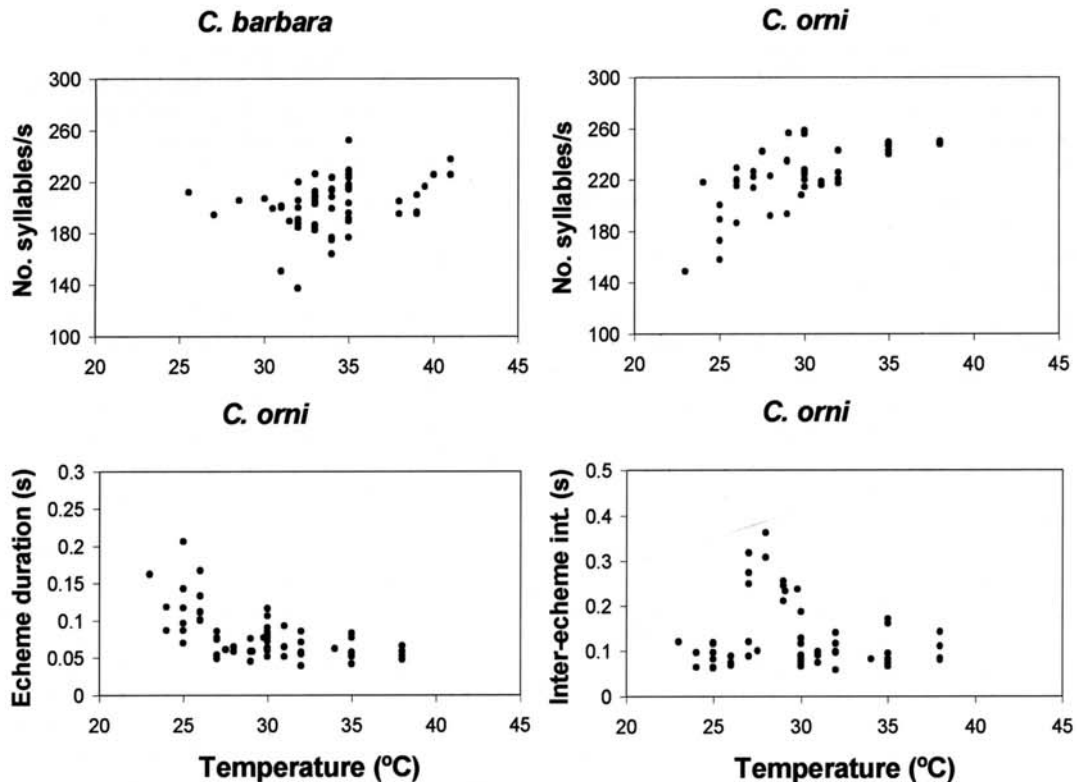 C. barbara
C. orni
No. syllables/s
300
260
220
180
140
100
20 25 30 35 40 45
No. syllables/s
300
260
220
180
140
100
20 25 30 35 40 45
C. orni
C. orni
Echeme duration (s)
0.3
0.25
0.2
0.15
0.1
0.05
0
20 25 30 35 40 45
Temperature (ºC)
Inter-echeme int. (s)
0.5
0.4
0.3
0.2
0.1
0
20 25 30 35 40 45
Temperature (ºC)